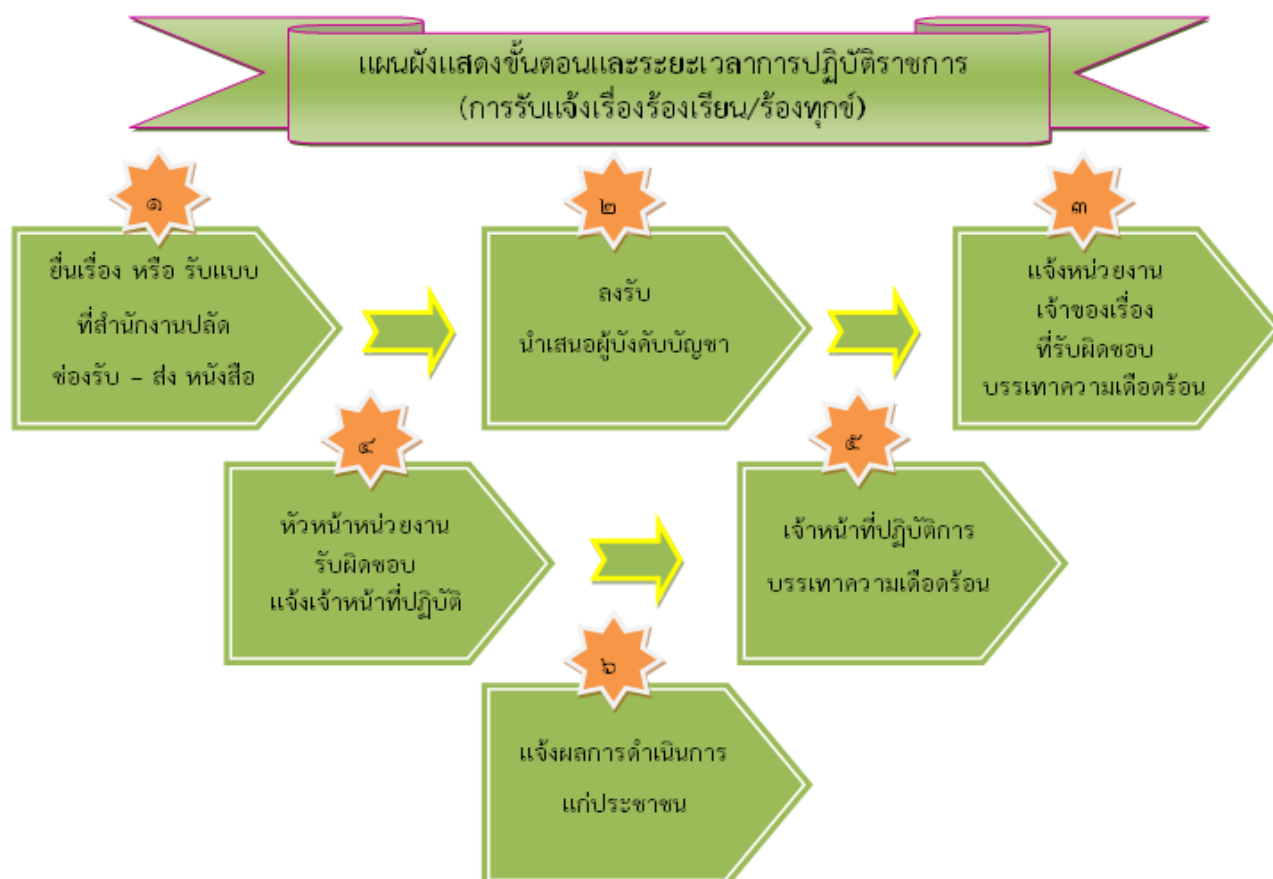 แผนผังแสดงขั้นตอนและระยะเวลาการปฏิบัติราชการ
(การรับแจ้งเรื่องร้องเรียน/ร้องทุกข์)
๑
ยื่นเรื่อง หรือ รับแบบ
ที่สำนักงานปลัด
ช่องรับ – ส่ง หนังสือ
๒
ลงรับ
นำเสนอผู้บังคับบัญชา
๓
แจ้งหน่วยงาน
เจ้าของเรื่อง
ที่รับผิดชอบ
บรรเทาความเดือดร้อน
๔
หัวหน้าหน่วยงาน
รับผิดชอบ
แจ้งเจ้าหน้าที่ปฏิบัติ
๕
เจ้าหน้าที่ปฏิบัติการ
บรรเทาความเดือดร้อน
๖
แจ้งผลการดำเนินการ
แก่ประชาชน